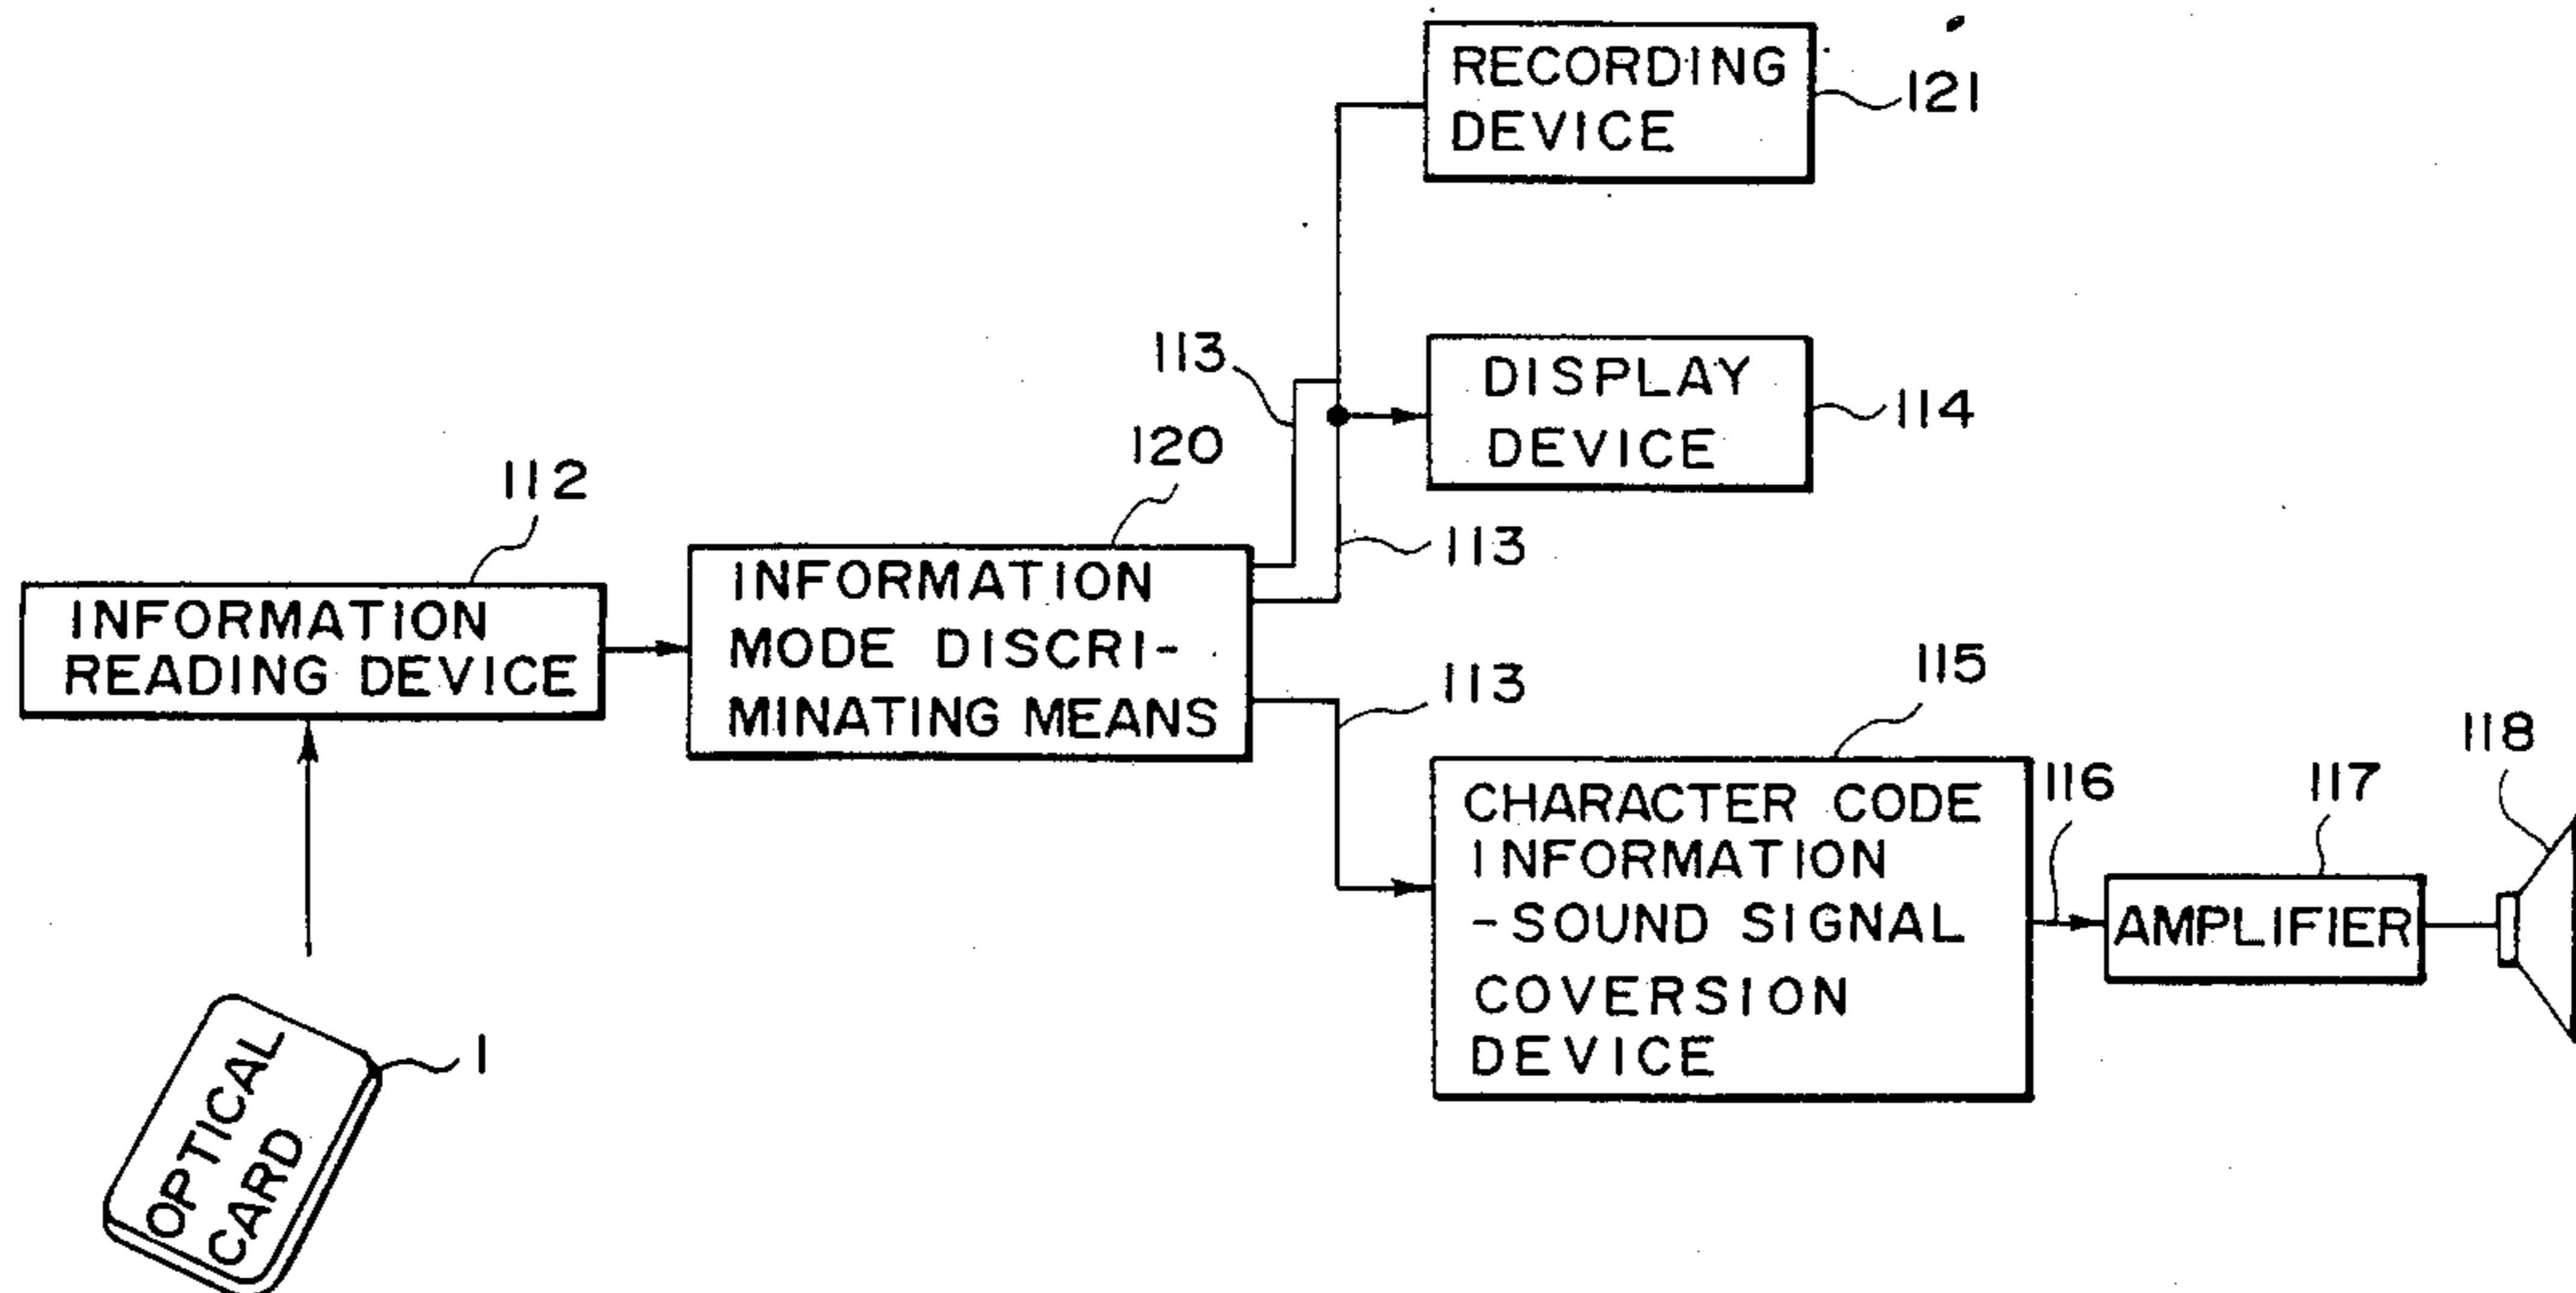 RECORDING
DEVICE
121
113
DISPLAY
DEVICE
114
120
112
113
INFORMATION
READING DEVICE
INFORMATION
MODE DISCRI-
MINATING MEANS
113
115
118
116
117
CHARACTER CODE
INFORMATION
-SOUND SIGNAL
COVERSION
DEVICE
AMPLIFIER
1
OPTICAL
CARD